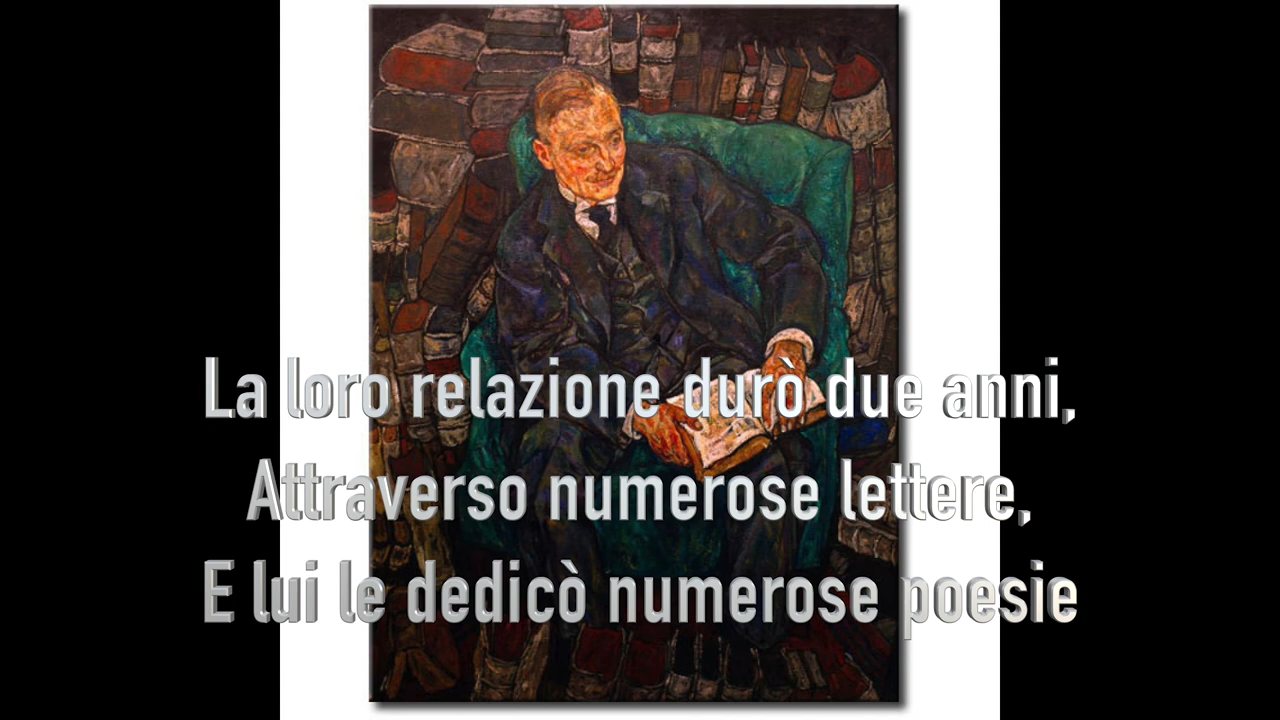 La loro relazione durò due anni,
Attraverso numerose lettere,
E lui le dedicò numerose poesie